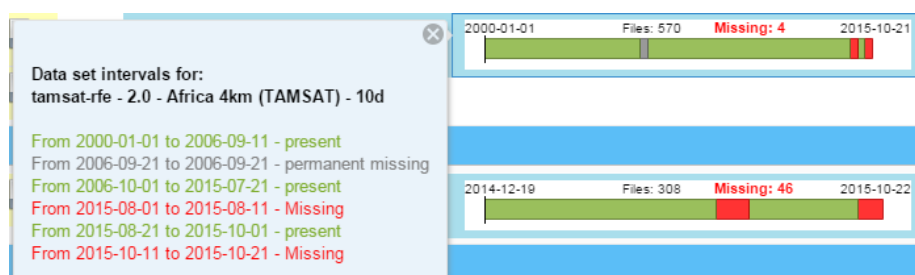 Data set intervals for:
tamsat-rfe - 2.0 - Africa 4km (TAMSAT) - 10d
From 2000-01-01 to 2006-09-11 - present
From 2006-09-21 to 2006-09-21 - permanent missing
From 2006-10-01 to 2015-07-21 - present
From 2015-08-01 to 2015-08-11 - Missing
From 2015-08-21 to 2015-10-01 - present
From 2015-10-11 to 2015-10-21 - Missing
2000-01-01 Files: 570 Missing: 4 2015-10-21
2014-12-19 Files: 308 Missing: 46 2015-10-22